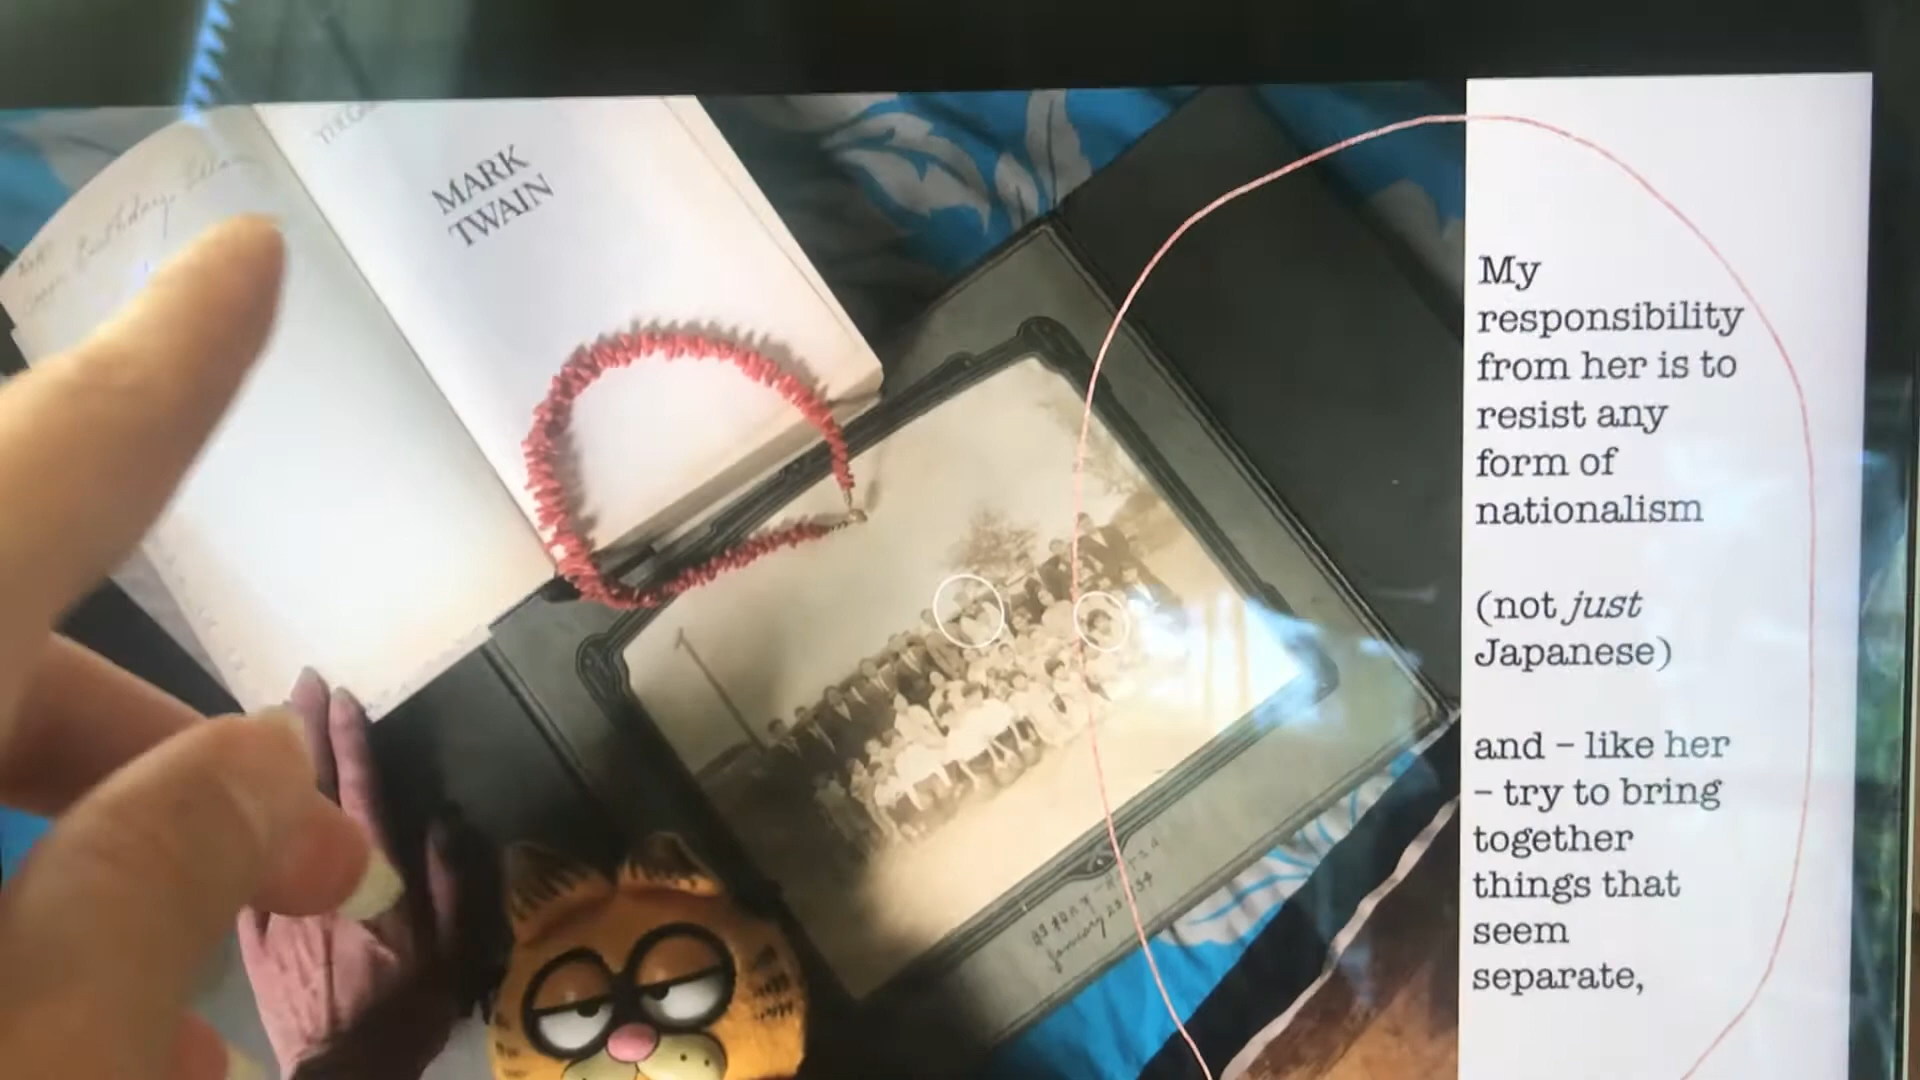 MARK
TWAIN
My
responsibility
from her is to
resist any
form of
nationalism
(not just
Japanese)
and – like her
– try to bring
together
things that
seem
separate,